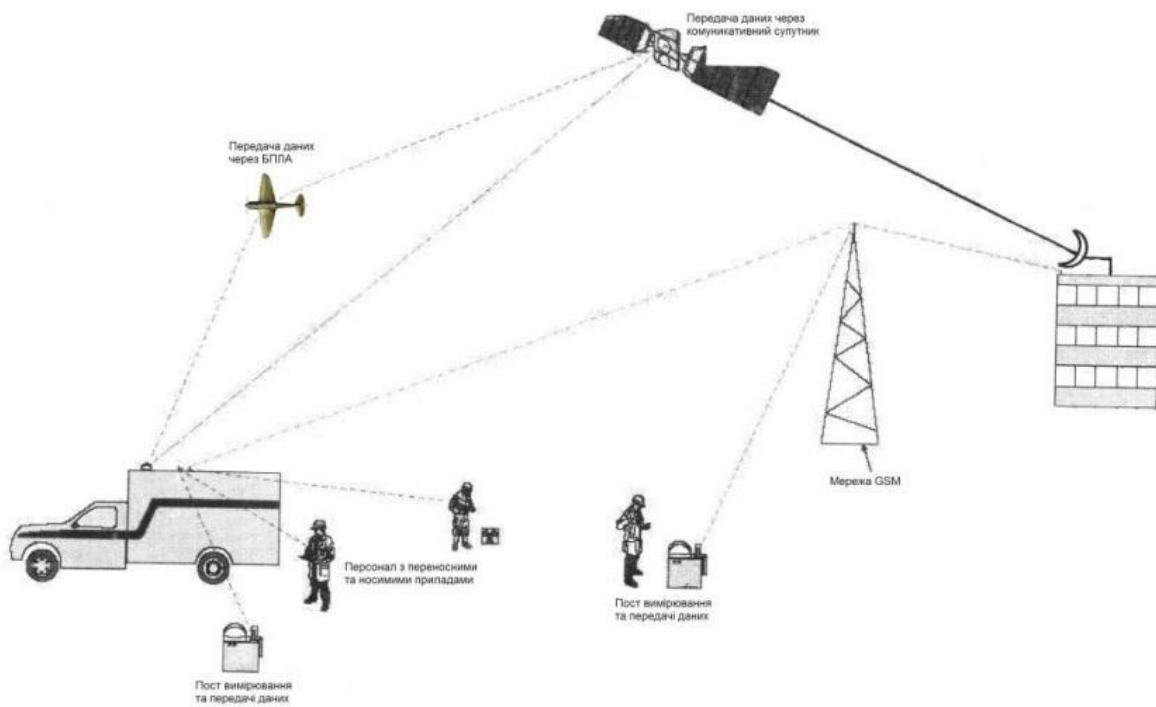 Передача даних через
комунікативний супутник
Передача даних
через БПЛА
Мережа GSM
Персонал з переносними
та носимими приладами
Пост вимірювання
та передачі даних
Пост вимірювання
та передачі даних